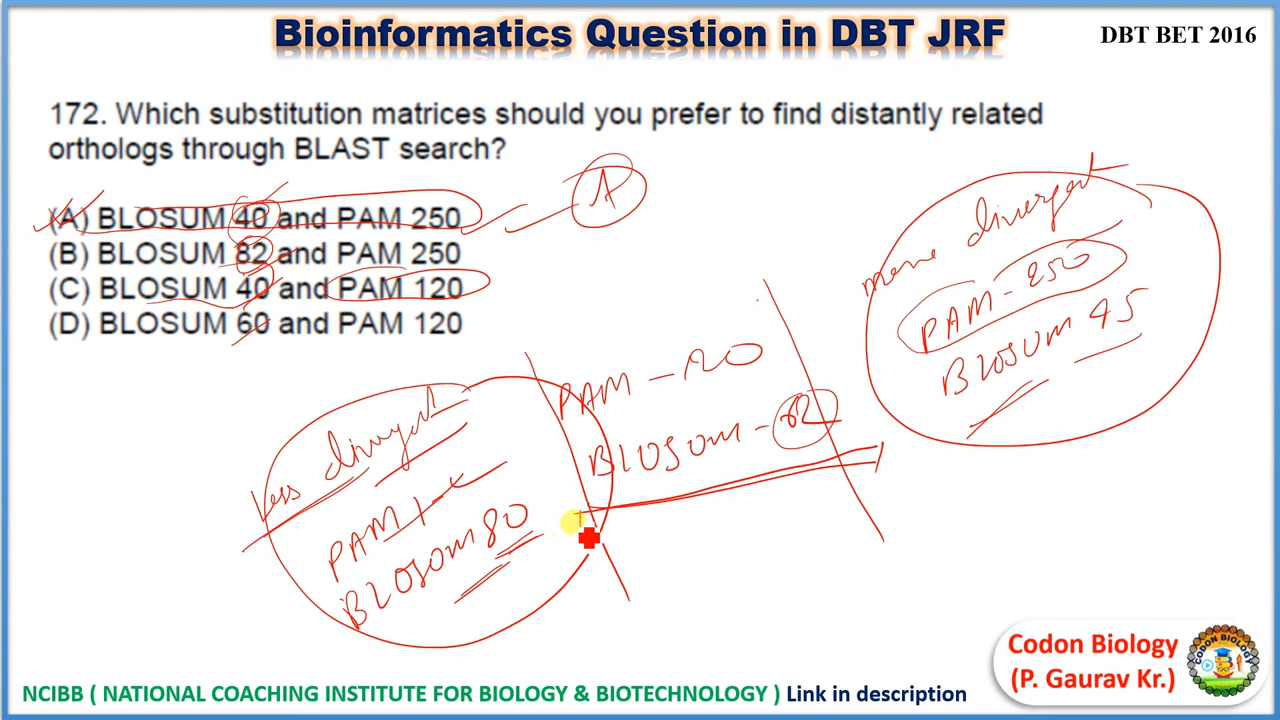 Bioinformatics Question in DBT JRF
DBT BET 2016
172. Which substitution matrices should you prefer to find distantly related
orthologs through BLAST search?
(A) BLOSUM 40 and PAM 250
(B) BLOSUM 82 and PAM 250
(C) BLOSUM 40 and PAM 120
(D) BLOSUM 60 and PAM 120
A
more divergent
PAM - 250
BLOSUM 45
PAM - 120
BLOSUM - 62
less divergent
PAM 1
BLOSUM 80
Codon Biology
(P. Gaurav Kr.)
CODON BIOLOGY
NCIBB ( NATIONAL COACHING INSTITUTE FOR BIOLOGY & BIOTECHNOLOGY ) Link in description